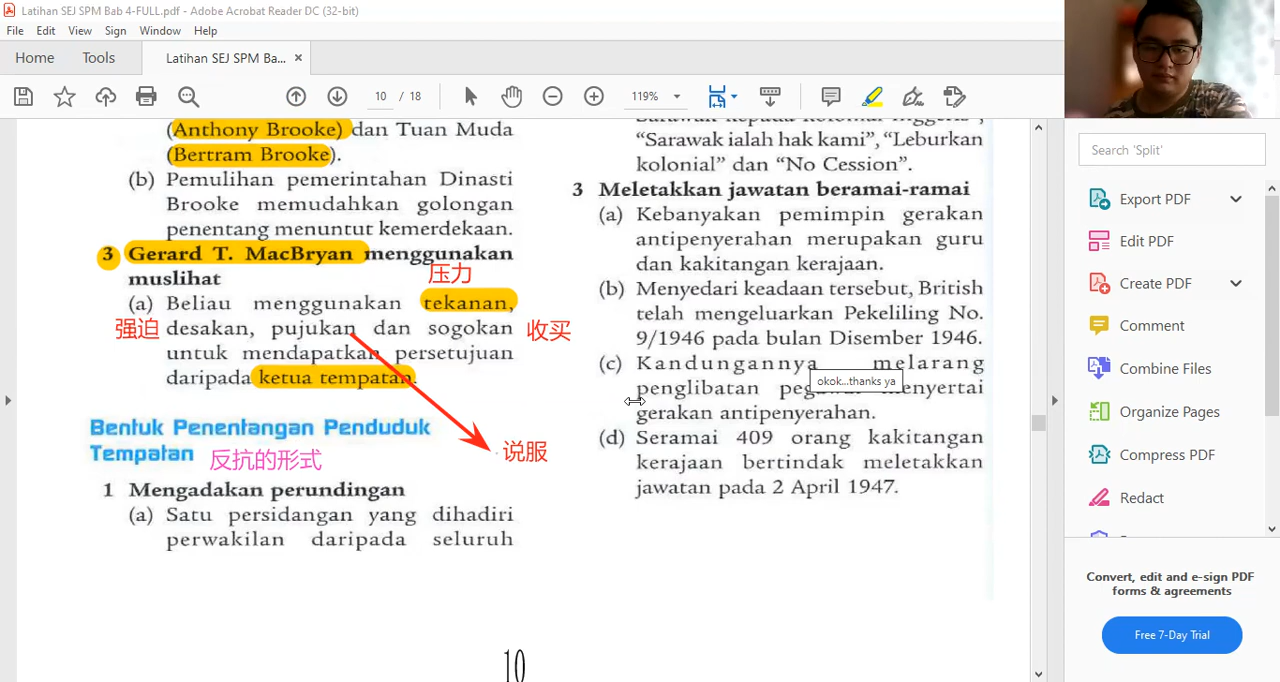 Latihan SEJ SPM Bab 4-FULL.pdf - Adobe Acrobat Reader DC (32-bit)
File Edit View Sign Window Help
Home Tools Latihan SEJ SPM Ba... ×
10 / 18 119%
(Anthony Brooke) dan Tuan Muda
(Bertram Brooke).
(b) Pemulihan pemerintahan Dinasti
Brooke memudahkan golongan
penentang menuntut kemerdekaan.
3 Gerard T. MacBryan menggunakan
muslihat
压力
(a) Beliau menggunakan tekanan,
强迫 desakan, pujukan dan sogokan 收买
untuk mendapatkan persetujuan
daripada ketua tempatan.
说服
Bentuk Penentangan Penduduk
Tempatan 反抗的形式
1 Mengadakan perundingan
(a) Satu persidangan yang dihadiri
perwakilan daripada seluruh
Sarawak kepada kolonial Inggeris",
"Sarawak ialah hak kami", "Leburkan
kolonial" dan "No Cession".
3 Meletakkan jawatan beramai-ramai
(a) Kebanyakan pemimpin gerakan
antipenyerahan merupakan guru
dan kakitangan kerajaan.
(b) Menyedari keadaan tersebut, British
telah mengeluarkan Pekeliling No.
9/1946 pada bulan Disember 1946.
(c) Kandungannya melarang
okok...thanks ya
penglibatan menyertai
gerakan antipenyerahan.
(d) Seramai 409 orang kakitangan
kerajaan bertindak meletakkan
jawatan pada 2 April 1947.
10
Search 'Split'
Export PDF
Edit PDF
Create PDF
Comment
Combine Files
Organize Pages
Compress PDF
Redact
Convert, edit and e-sign PDF
forms & agreements
Free 7-Day Trial